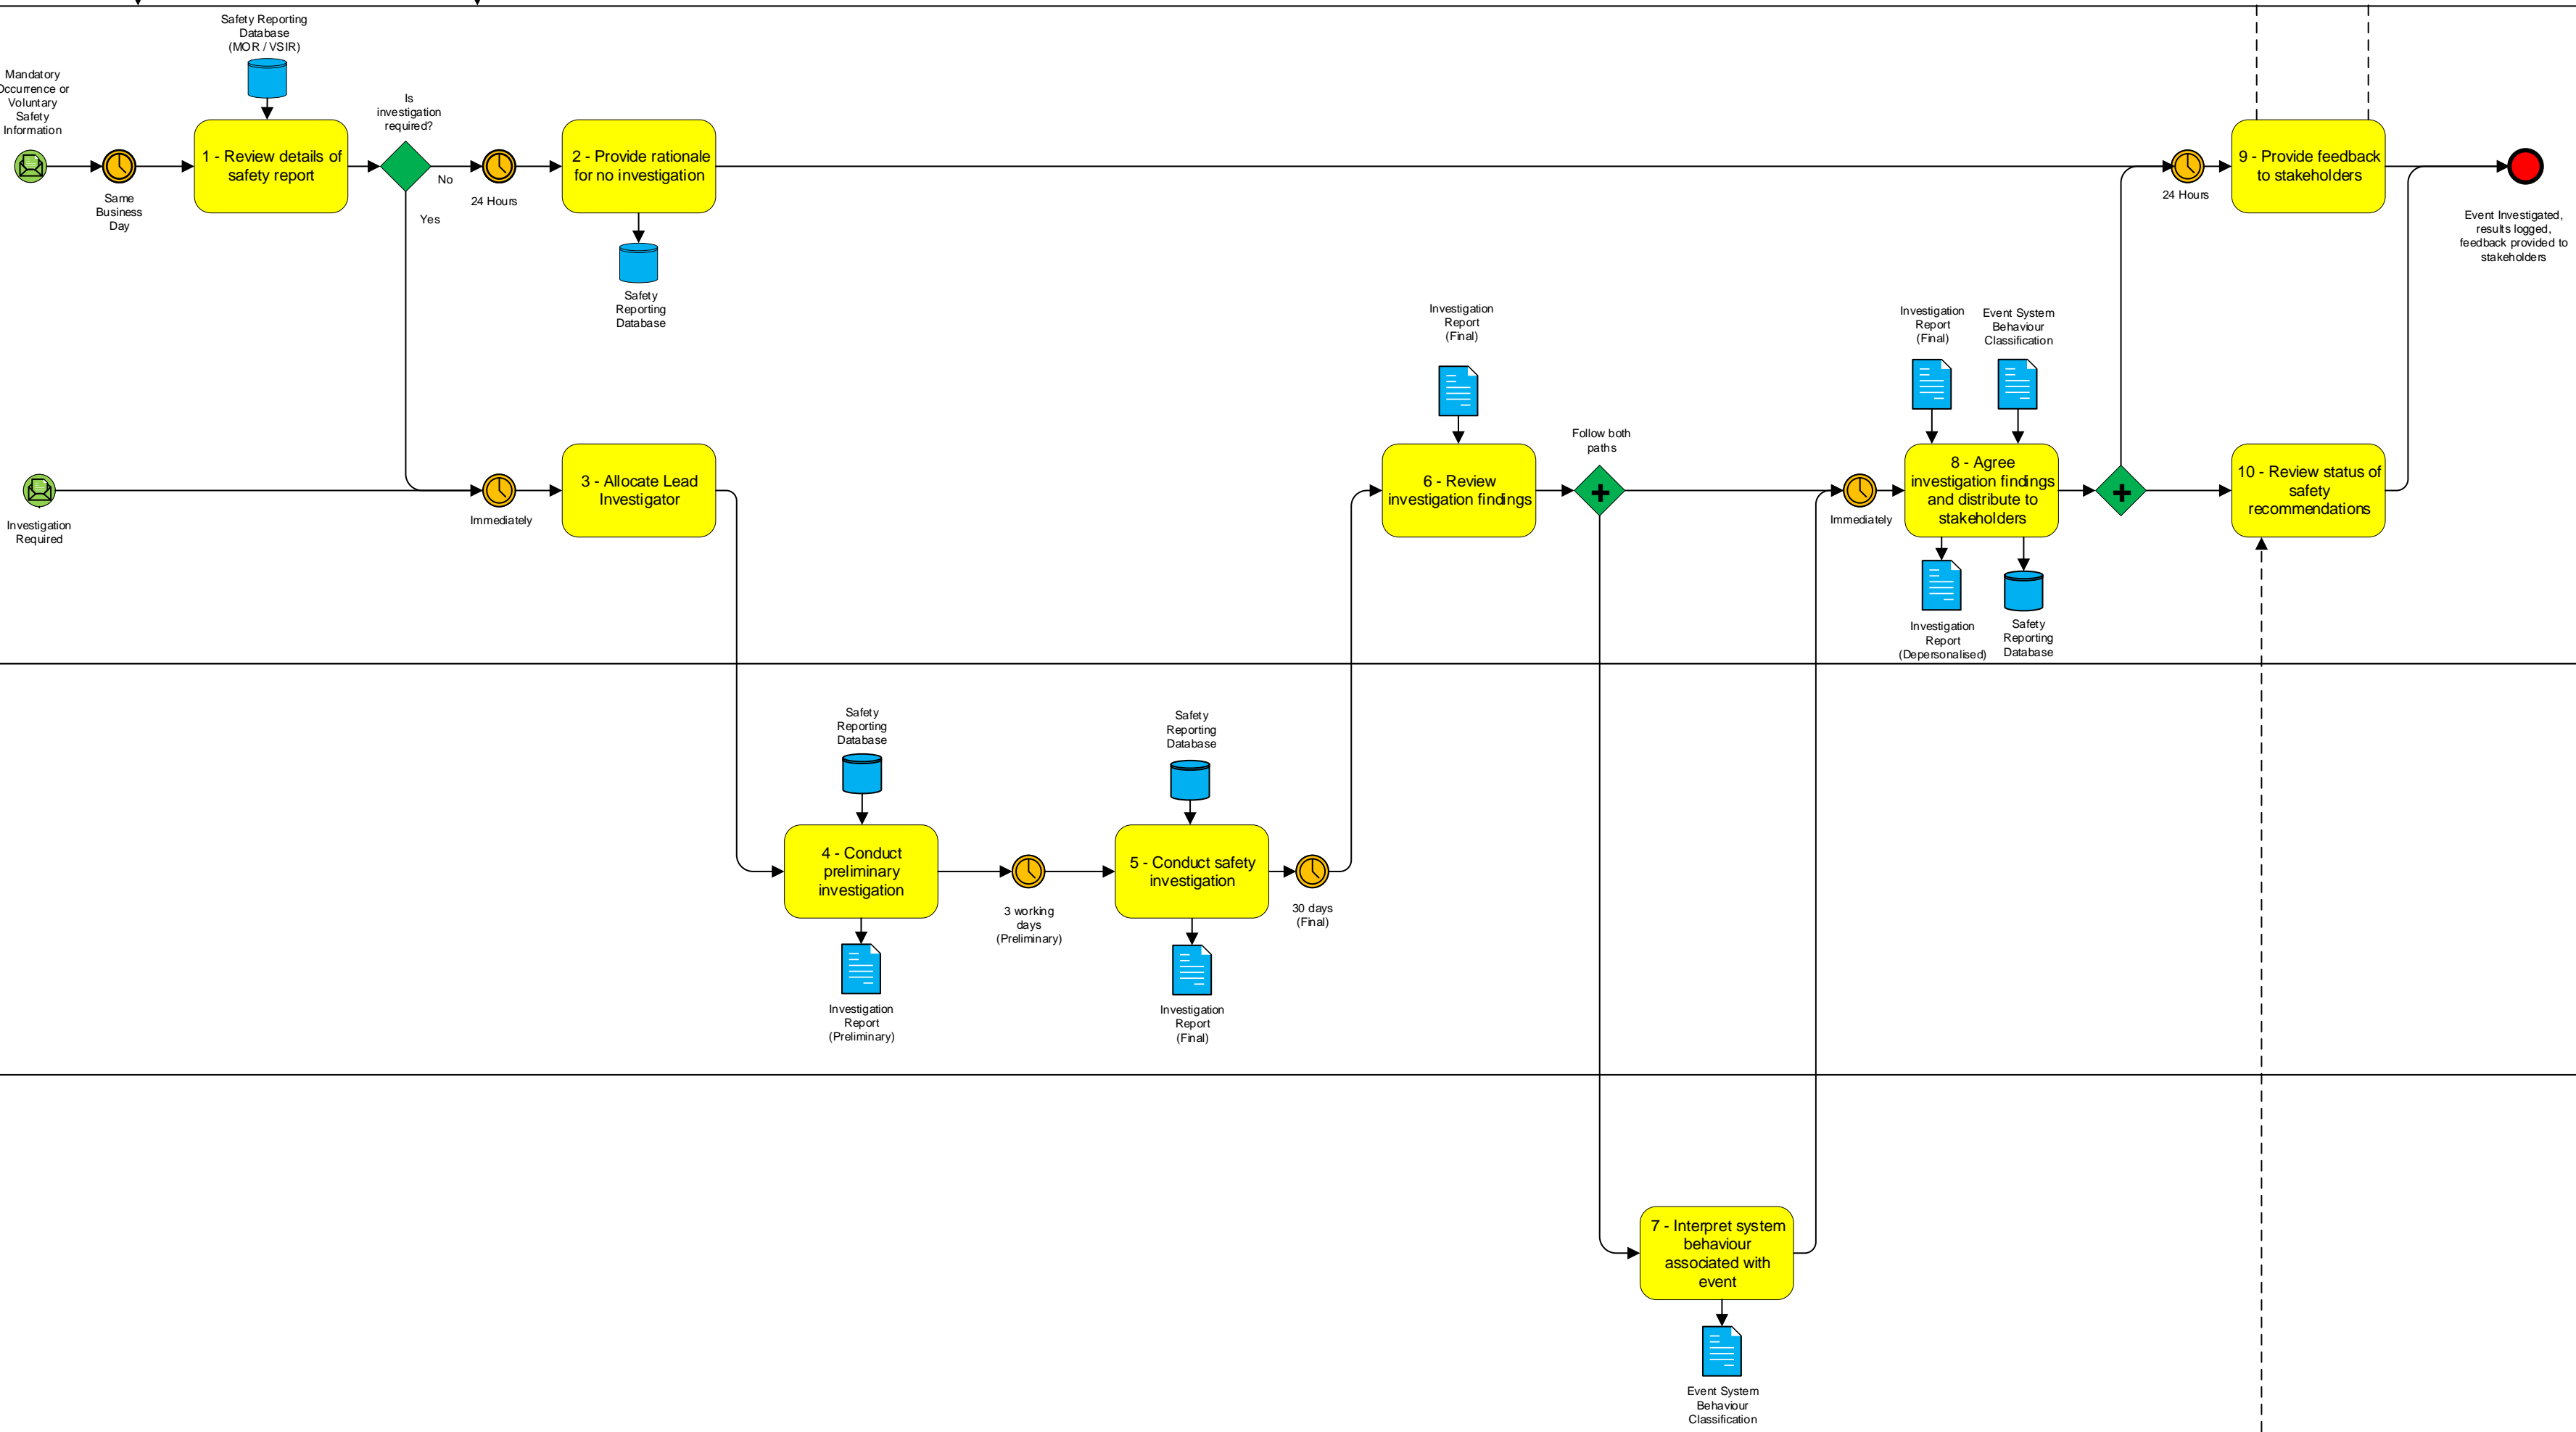 Safety Reporting
Database
(MOR / VSIR)
Mandatory
Occurrence or
Voluntary
Safety
Information
Same
Business
Day
1 - Review details of
safety report
Is
investigation
required?
No
Yes
24 Hours
2 - Provide rationale
for no investigation
Safety
Reporting
Database
24 Hours
9 - Provide feedback
to stakeholders
Event Investigated,
results logged,
feedback provided to
stakeholders
Investigation
Required
Immediately
3 - Allocate Lead
Investigator
Investigation
Report
(Final)
6 - Review
investigation findings
Follow both
paths
Immediately
Investigation
Report
(Final)
Event System
Behaviour
Classification
8 - Agree
investigation findings
and distribute to
stakeholders
Investigation
Report
(Depersonalised)
Safety
Reporting
Database
10 - Review status of
safety
recommendations
Safety
Reporting
Database
4 - Conduct
preliminary
investigation
Investigation
Report
(Preliminary)
3 working
days
(Preliminary)
Safety
Reporting
Database
5 - Conduct safety
investigation
Investigation
Report
(Final)
30 days
(Final)
7 - Interpret system
behaviour
associated with
event
Event System
Behaviour
Classification